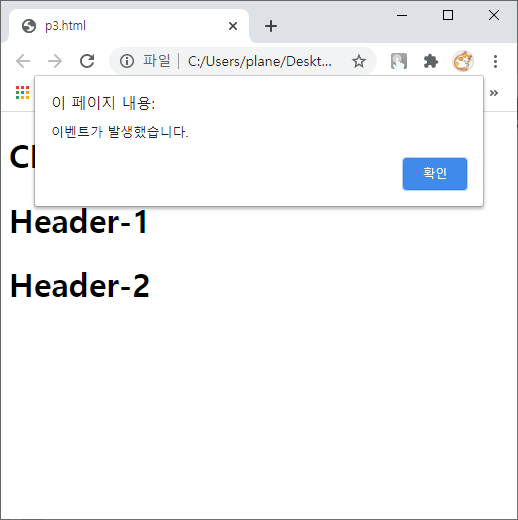 p3.html
파일 C:/Users/plane/Deskt...
이 페이지 내용:
이벤트가 발생했습니다.
확인
Header-1
Header-2